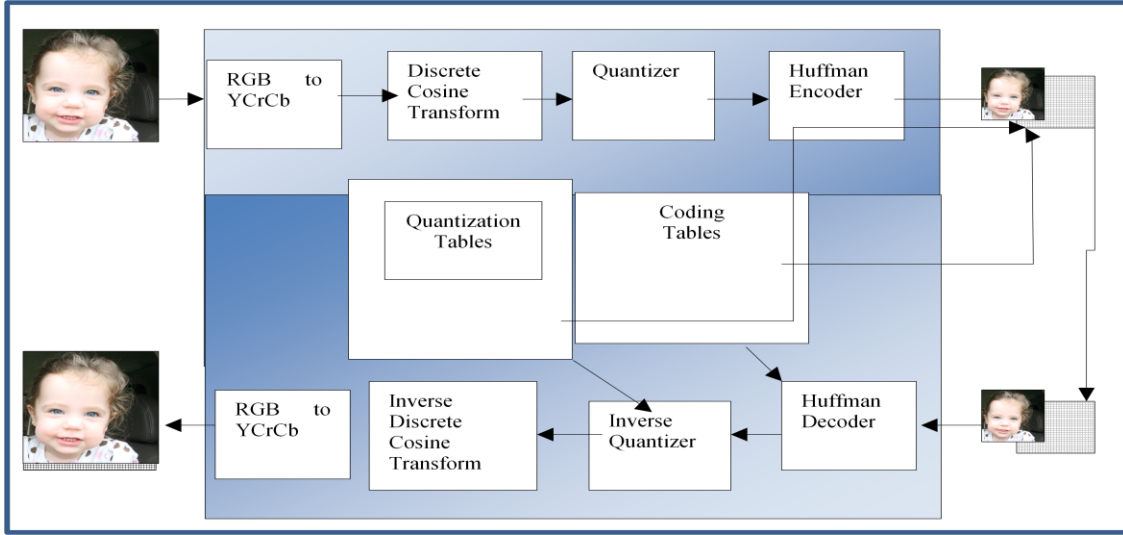 RGB to
YCrCb
Discrete
Cosine
Transform
Quantizer
Huffman
Encoder
Quantization
Tables
Coding
Tables
RGB to
YCrCb
Inverse
Discrete
Cosine
Transform
Inverse
Quantizer
Huffman
Decoder